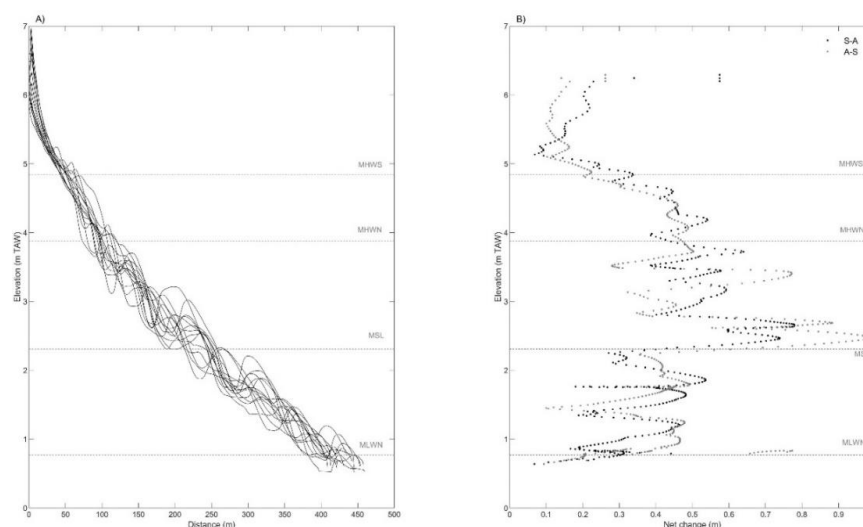 A)
7
6
5
4
3
2
1
0
Elevation (m TAW)
MHWS
MHWN
MSL
MLWN
0 50 100 150 200 250 300 350 400 450 500
Distance (m)
B)
S-A
A-S
7
6
5
4
3
2
1
0
Elevation (m TAW)
MHWS
MHWN
MLWN
0 0.1 0.2 0.3 0.4 0.5 0.6 0.7 0.8 0.9
Net change (m)